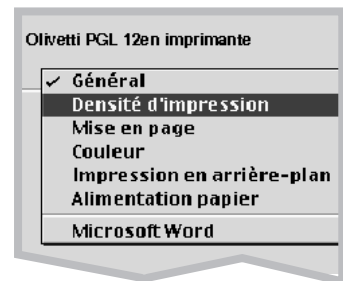 Olivetti PGL 12en imprimante
✓ Général
Densité d'impression
Mise en page
Couleur
Impression en arrière-plan
Alimentation papier
Microsoft Word